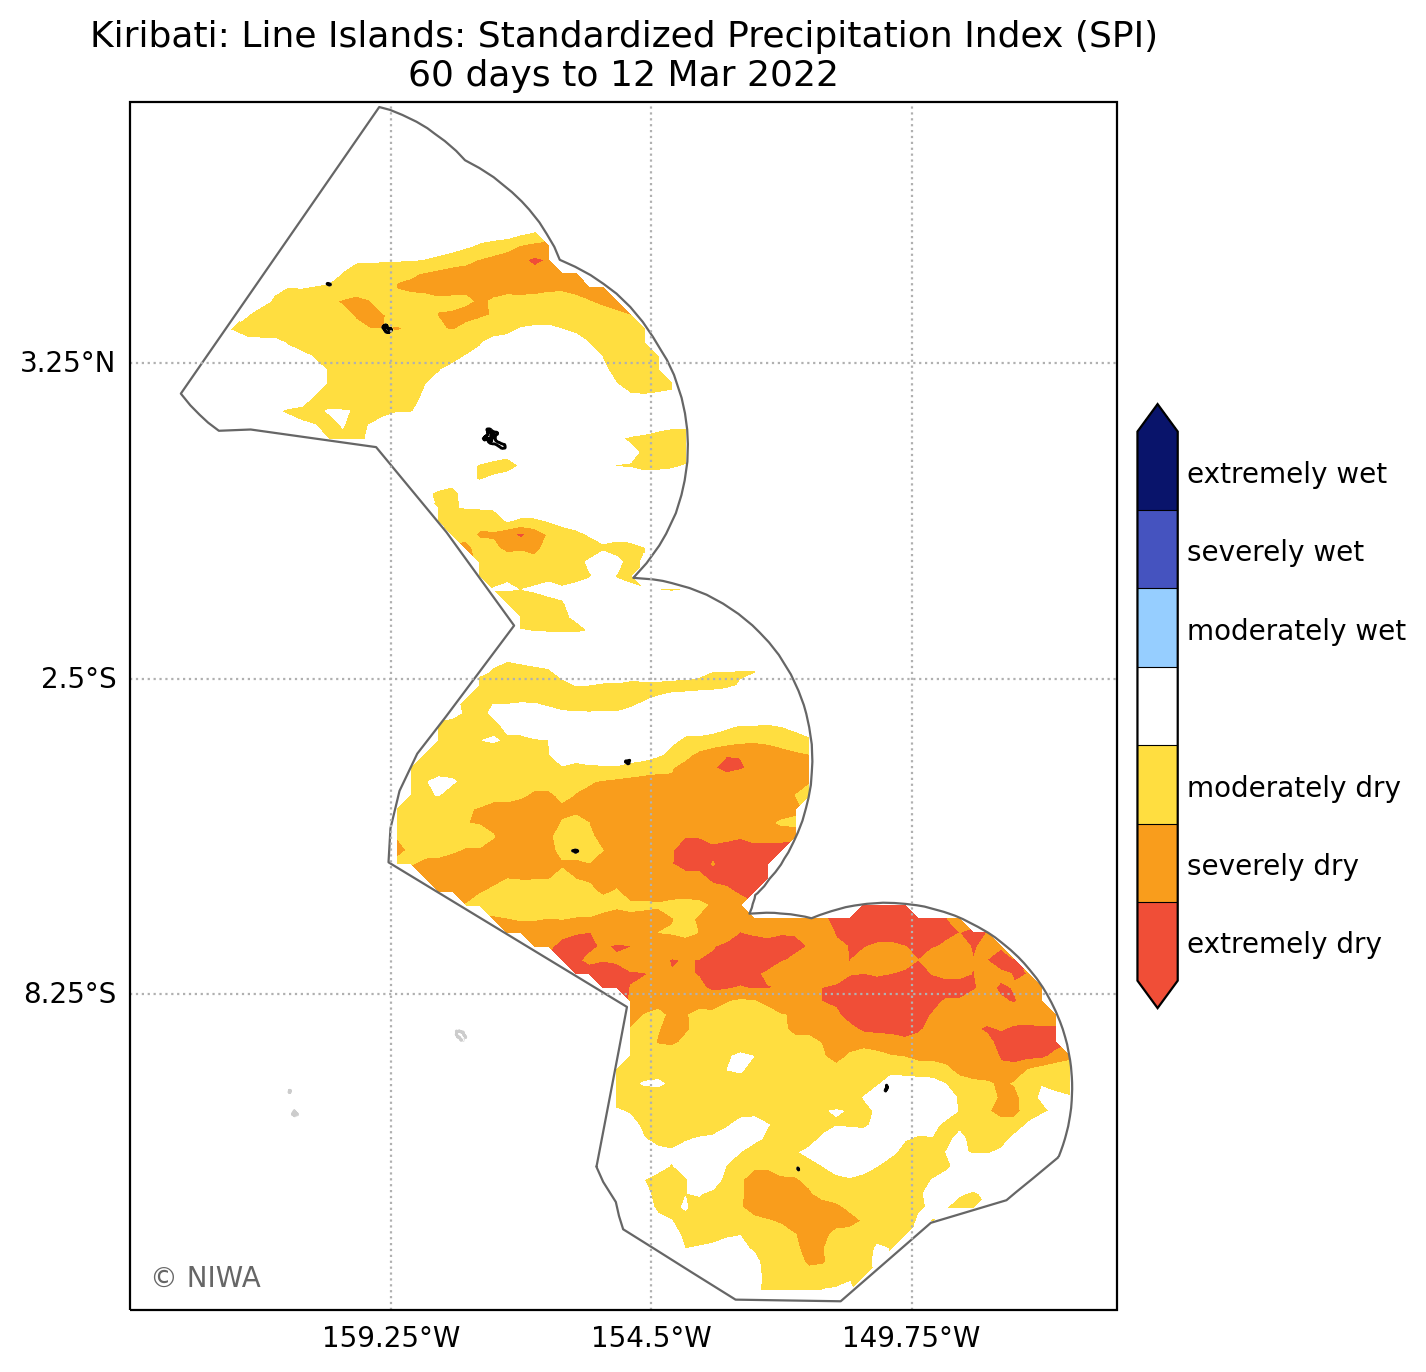 Kiribati: Line Islands: Standardized Precipitation Index (SPI)
60 days to 12 Mar 2022
3.25°N
2.5°S
8.25°S
159.25°W
154.5°W
149.75°W
extremely wet
severely wet
moderately wet
moderately dry
severely dry
extremely dry
© NIWA